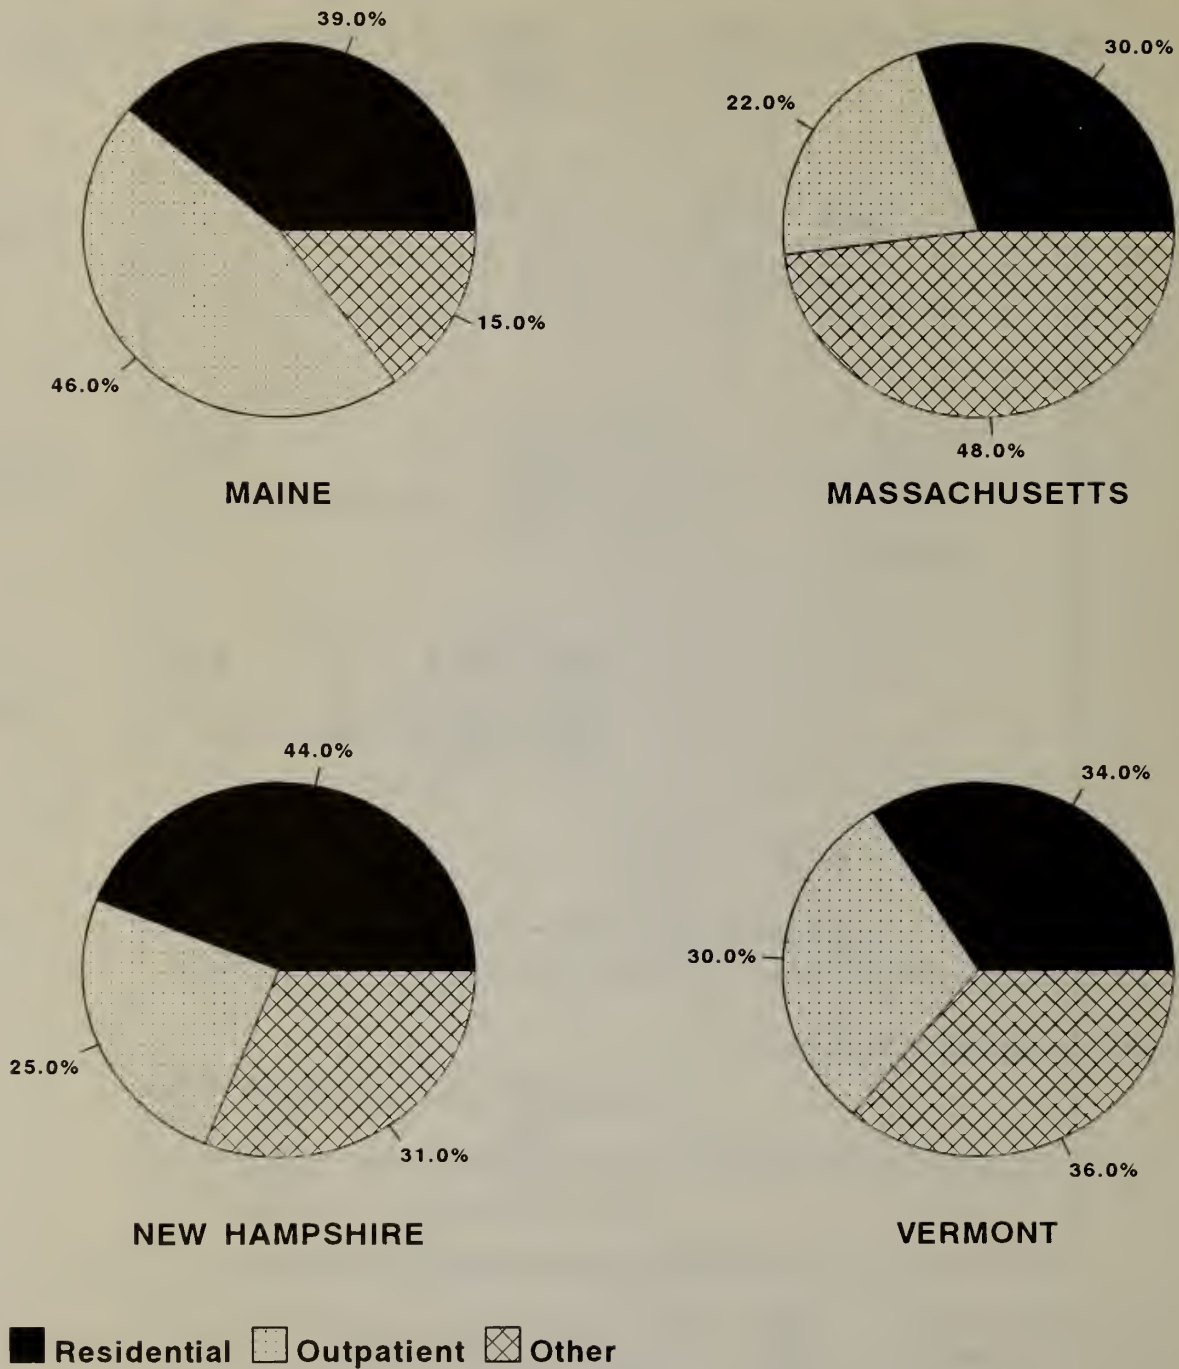 39.0%
46.0%
15.0%
MAINE
30.0%
22.0%
48.0%
MASSACHUSETTS
44.0%
25.0%
31.0%
NEW HAMPSHIRE
34.0%
30.0%
36.0%
VERMONT
Residential Outpatient Other